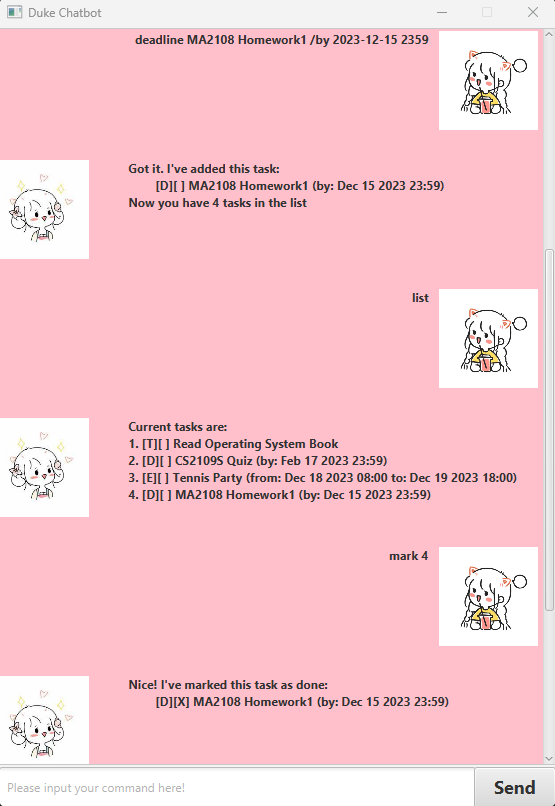 Duke Chatbot
deadline MA2108 Homework1 /by 2023-12-15 2359
Got it. I've added this task:
[D][ ] MA2108 Homework1 (by: Dec 15 2023 23:59)
Now you have 4 tasks in the list
list
Current tasks are:
1. [T][ ] Read Operating System Book
2. [D][ ] CS2109S Quiz (by: Feb 17 2023 23:59)
3. [E][ ] Tennis Party (from: Dec 18 2023 08:00 to: Dec 19 2023 18:00)
4. [D][ ] MA2108 Homework1 (by: Dec 15 2023 23:59)
mark 4
Nice! I've marked this task as done:
[D][X] MA2108 Homework1 (by: Dec 15 2023 23:59)
Please input your command here!
Send